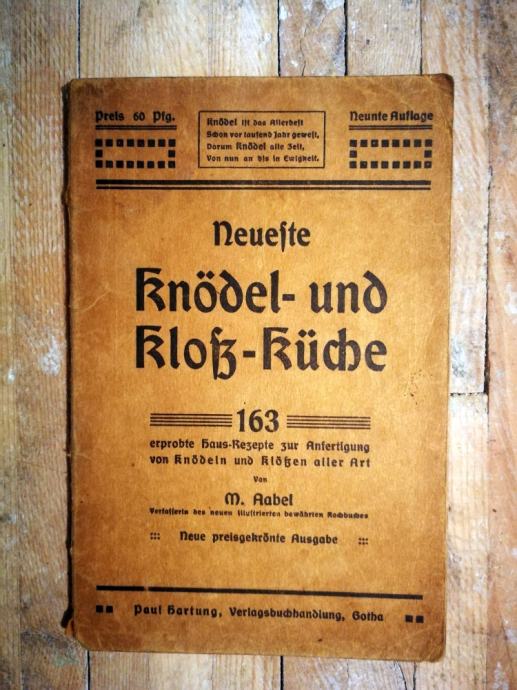 Preis 60 Pfg.
Knödel iſt das Allerbeſt
Schon vor tauſend Jahr geweſt,
Darum Knödel alle Zeit,
Von nun an bis in Ewigkeit.
Neunte Auflage
Neueſte
Knödel- und
Kloß-Küche
163
erprobte Haus-Rezepte zur Anfertigung
von Knödeln und Klößen aller Art
Von
M. Aabel
Verfaſſerin des neuen illuſtrierten bewährten Kochbuches
Neue preisgekrönte Ausgabe
Paul Hartung, Verlagsbuchhandlung, Gotha